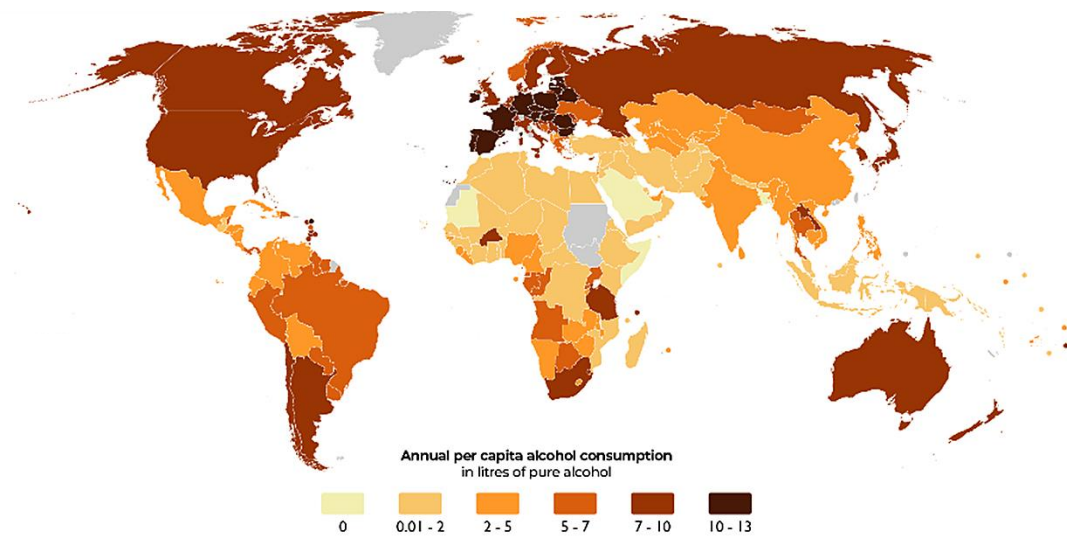 Annual per capita alcohol consumption
in litres of pure alcohol
0 0.01 - 2 2 - 5 5 - 7 7 - 10 10 - 13